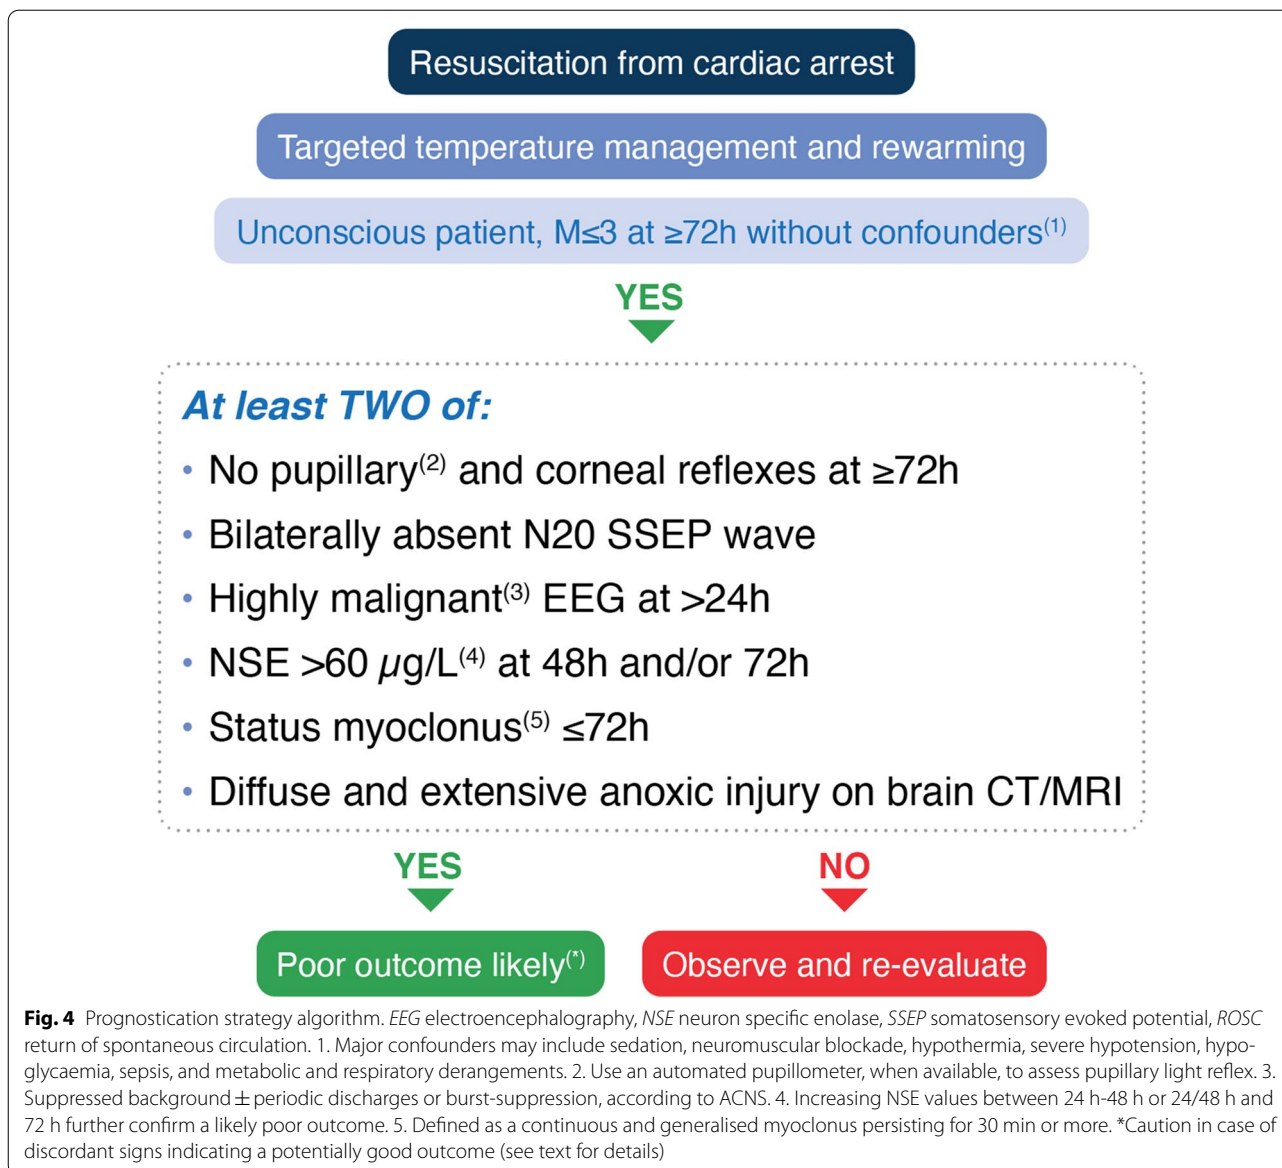 Resuscitation from cardiac arrest
Targeted temperature management and rewarming
Unconscious patient, M≤3 at ≥72h without confounders(1)
YES
At least TWO of:
• No pupillary(2) and corneal reflexes at ≥72h
• Bilaterally absent N20 SSEP wave
• Highly malignant(3) EEG at >24h
• NSE >60 µg/L(4) at 48h and/or 72h
• Status myoclonus(5) ≤72h
• Diffuse and extensive anoxic injury on brain CT/MRI
YES NO
Poor outcome likely(*) Observe and re-evaluate
Fig. 4 Prognostication strategy algorithm. EEG electroencephalography, NSE neuron specific enolase, SSEP somatosensory evoked potential, ROSC
return of spontaneous circulation. 1. Major confounders may include sedation, neuromuscular blockade, hypothermia, severe hypotension, hypo-
glycaemia, sepsis, and metabolic and respiratory derangements. 2. Use an automated pupillometer, when available, to assess pupillary light reflex. 3.
Suppressed background ± periodic discharges or burst-suppression, according to ACNS. 4. Increasing NSE values between 24 h-48 h or 24/48 h and
72 h further confirm a likely poor outcome. 5. Defined as a continuous and generalised myoclonus persisting for 30 min or more. *Caution in case of
discordant signs indicating a potentially good outcome (see text for details)